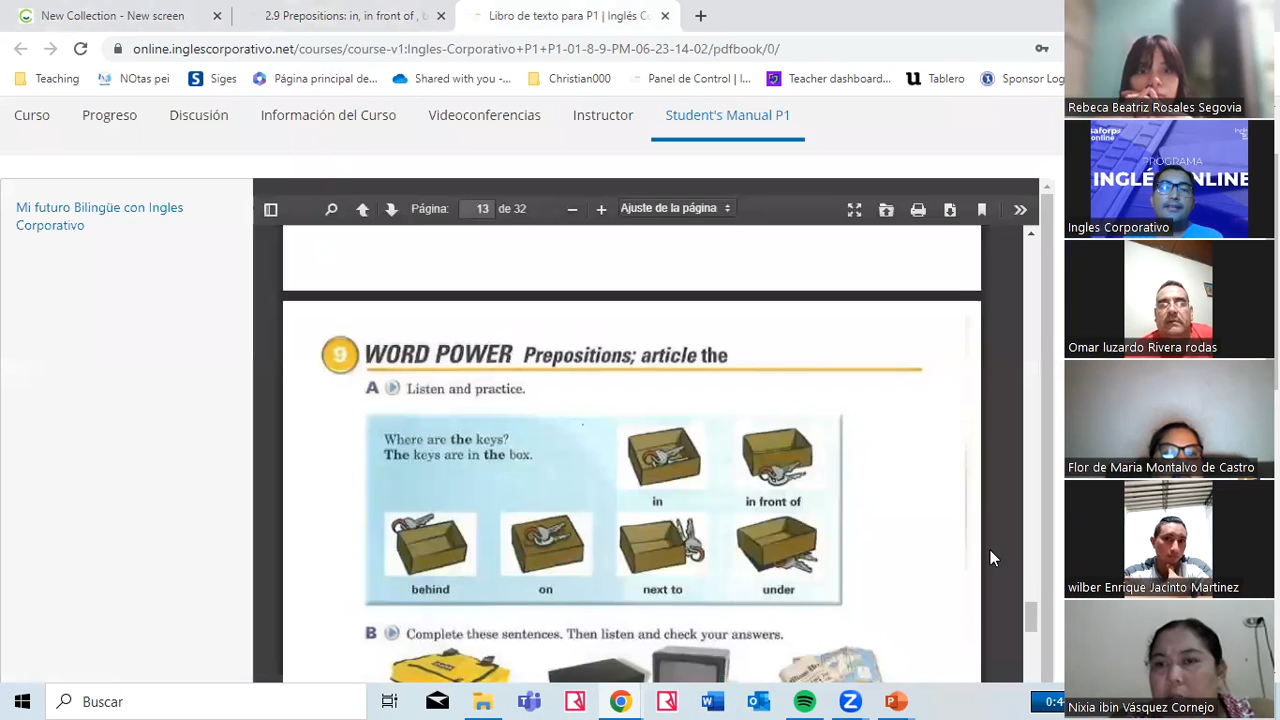 New Collection - New screen
2.9 Prepositions: in, in front of , b
Libro de texto para P1 | Inglés Co
online.inglescorporativo.net/courses/course-v1:Ingles-Corporativo+P1+P1-01-8-9-PM-06-23-14-02/pdfbook/0/
Teaching
NOtas pei
Siges
Página principal de...
Shared with you -...
Christian000
Panel de Control | I...
Teacher dashboard...
Tablero
Sponsor Log
Curso
Progreso
Discusión
Información del Curso
Videoconferencias
Instructor
Student's Manual P1
Mi futuro Bilingüe con Ingles
Corporativo
Página:
13
de 32
Ajuste de la página
9 WORD POWER Prepositions; article the
A Listen and practice.
Where are the keys?
The keys are in the box.
in
in front of
behind
on
next to
under
B Complete these sentences. Then listen and check your answers.
Buscar
0:4
Rebeca Beatriz Rosales Segovia
saforp
online
PROGRAMA
INGLÉS ONLINE
Ingles Corporativo
Omar luzardo Rivera rodas
Flor de Maria Montalvo de Castro
wilber Enrique Jacinto Martinez
Nixia ibin Vásquez Cornejo